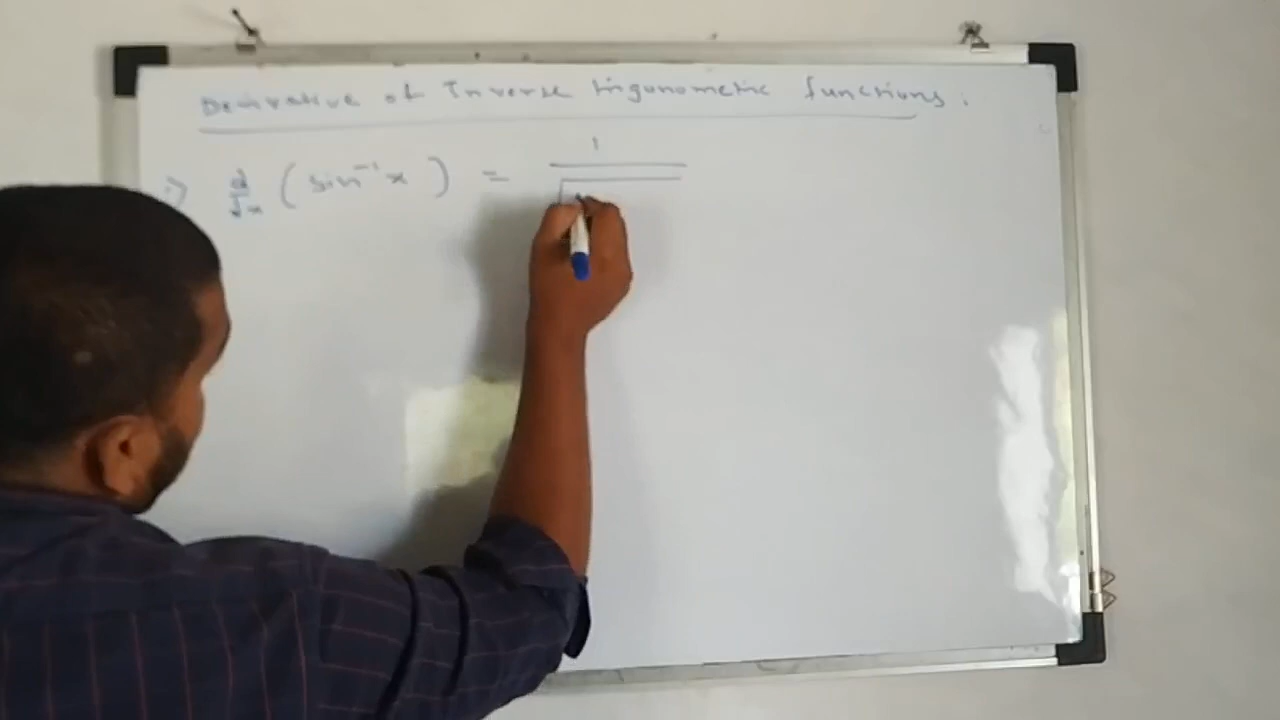 Derivative of Inverse trigonometric functions.
d/dx (sin⁻¹x) = 1/√